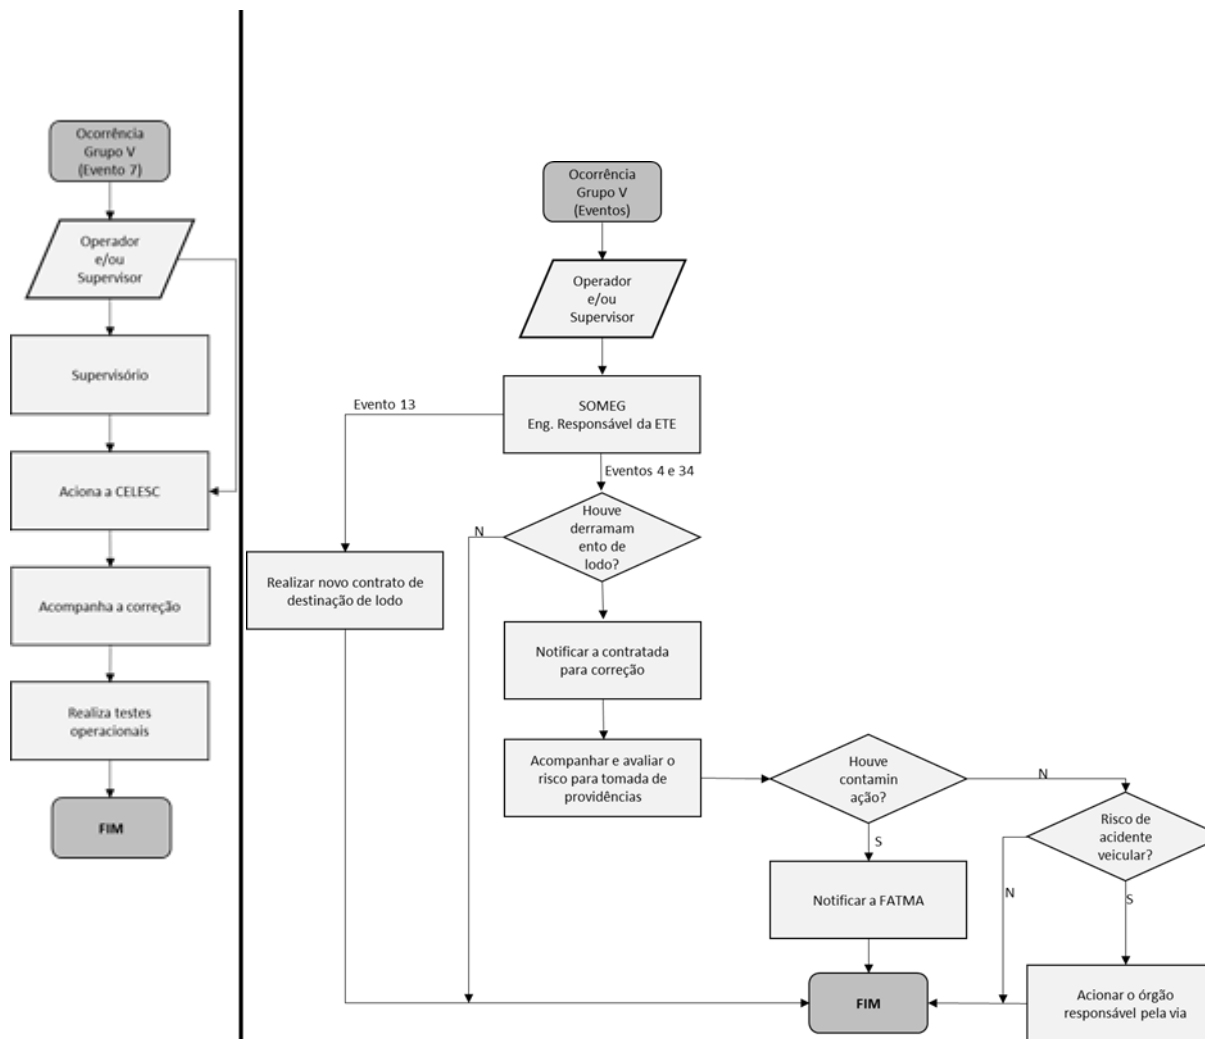 Ocorrência
Grupo V
(Evento 7)
Operador
e/ou
Supervisor
Supervisório
Aciona a CELESC
Acompanha a correção
Realiza testes
operacionais
FIM
Ocorrência
Grupo V
(Eventos)
Operador
e/ou
Supervisor
SOMEG
Eng. Responsável da ETE
Evento 13
Eventos 4 e 34
Houve
derramam
ento de
lodo?
N
Realizar novo contrato de
destinação de lodo
Notificar a contratada
para correção
Acompanhar e avaliar o
risco para tomada de
providências
Houve
contamin
ação?
N
S
Risco de
acidente
veicular?
N
S
Notificar a FATMA
Acionar o órgão
responsável pela via
FIM